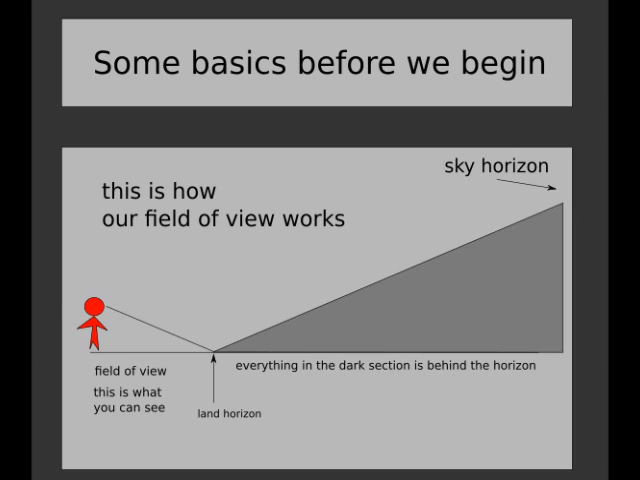 Some basics before we begin
sky horizon
this is how
our field of view works
everything in the dark section is behind the horizon
field of view
this is what
you can see
land horizon